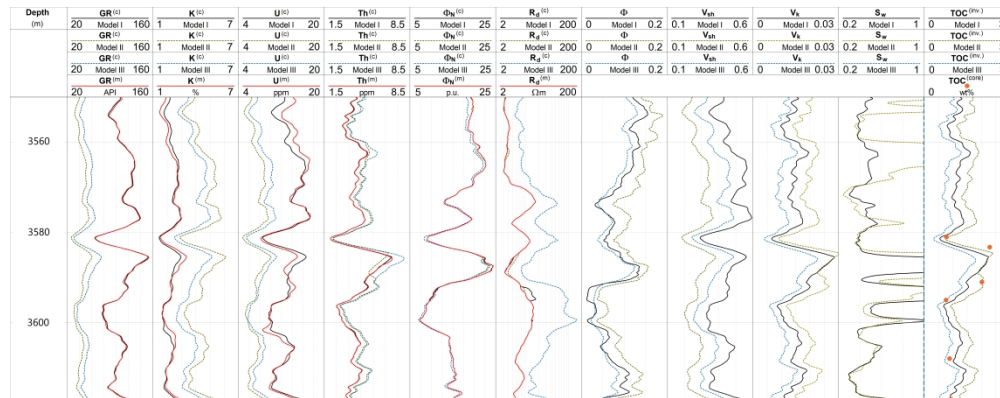 Depth GR(c) K(c) U(c) Th(c) ΦN(c) Rd(c) Φ Vsh Vk Sw TOC(inv.)
(m) 20 Model I 160 1 Model I 7 4 Model I 20 1.5 Model I 8.5 5 Model I 25 2 Model I 200 0 Model I 0.2 0.1 Model I 0.6 0 Model I 0.03 0.2 Model I 1 0 Model I
GR(c) K(c) U(c) Th(c) ΦN(c) Rd(c) Φ Vsh Vk Sw TOC(inv.)
20 Model II 160 1 Model II 7 4 Model II 20 1.5 Model II 8.5 5 Model II 25 2 Model II 200 0 Model II 0.2 0.1 Model II 0.6 0 Model II 0.03 0.2 Model II 1 0 Model II
GR(c) K(c) U(c) Th(c) ΦN(c) Rd(c) Φ Vsh Vk Sw TOC(inv.)
20 Model III 160 1 Model III 7 4 Model III 20 1.5 Model III 8.5 5 Model III 25 2 Model III 200 0 Model III 0.2 0.1 Model III 0.6 0 Model III 0.03 0.2 Model III 1 0 Model III
GR(m) K(m) U(m) Th(m) ΦN(m) Rd(m) TOC(core)
20 API 160 1 % 7 4 ppm 20 1.5 ppm 8.5 5 p.u. 25 2 Ωm 200 0 wt%
3560
3580
3600